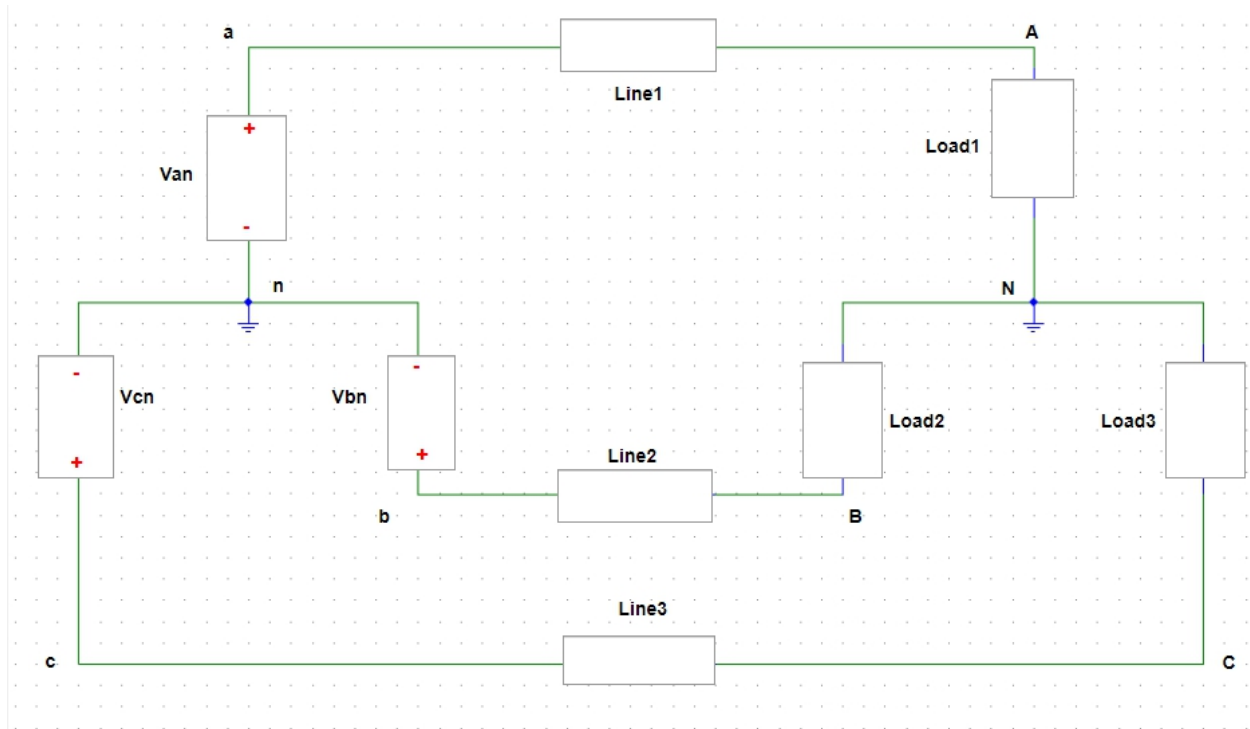 a
A
Line1
+
Load1
Van
-
n
N
-
-
Vcn
Vbn
Load2
Load3
+
+
Line2
b
B
Line3
c
C